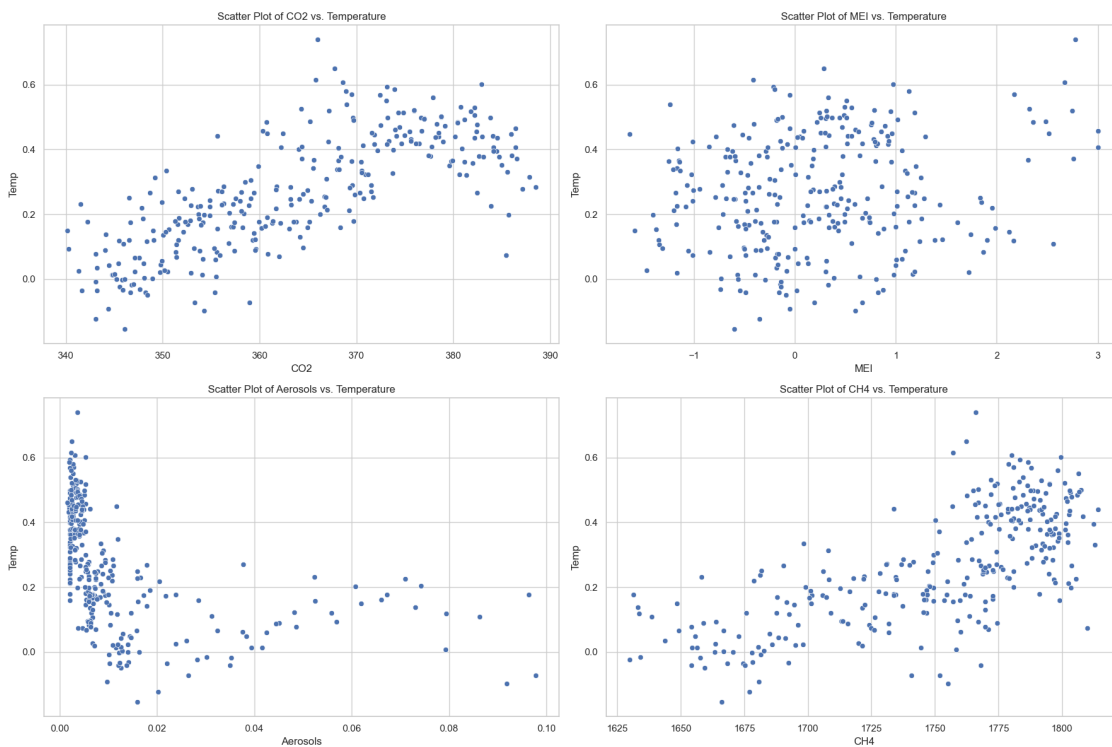 Scatter Plot of CO2 vs. Temperature
Temp
0.6
0.4
0.2
0.0
340 350 360 370 380 390
CO2
Scatter Plot of MEI vs. Temperature
Temp
0.6
0.4
0.2
0.0
−1 0 1 2 3
MEI
Scatter Plot of Aerosols vs. Temperature
Temp
0.6
0.4
0.2
0.0
0.00 0.02 0.04 0.06 0.08 0.10
Aerosols
Scatter Plot of CH4 vs. Temperature
Temp
0.6
0.4
0.2
0.0
1625 1650 1675 1700 1725 1750 1775 1800
CH4